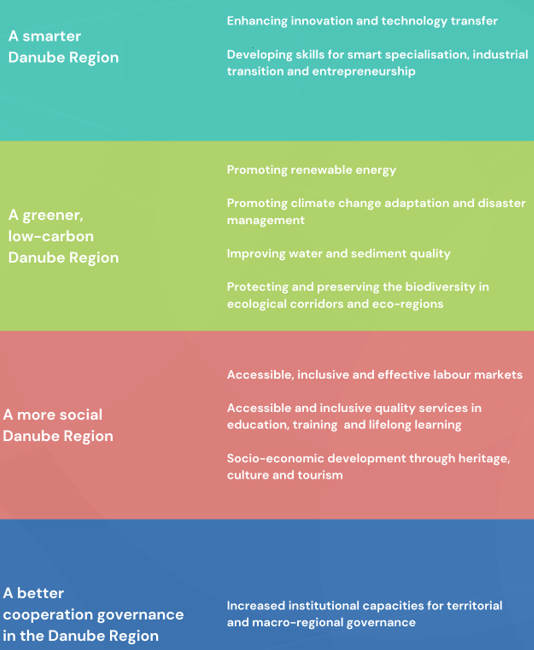 A smarter
Danube Region
Enhancing innovation and technology transfer
Developing skills for smart specialisation, industrial
transition and entrepreneurship
A greener,
low-carbon
Danube Region
Promoting renewable energy
Promoting climate change adaptation and disaster
management
Improving water and sediment quality
Protecting and preserving the biodiversity in
ecological corridors and eco-regions
A more social
Danube Region
Accessible, inclusive and effective labour markets
Accessible and inclusive quality services in
education, training  and lifelong learning
Socio-economic development through heritage,
culture and tourism
A better
cooperation governance
in the Danube Region
Increased institutional capacities for territorial
and macro-regional governance